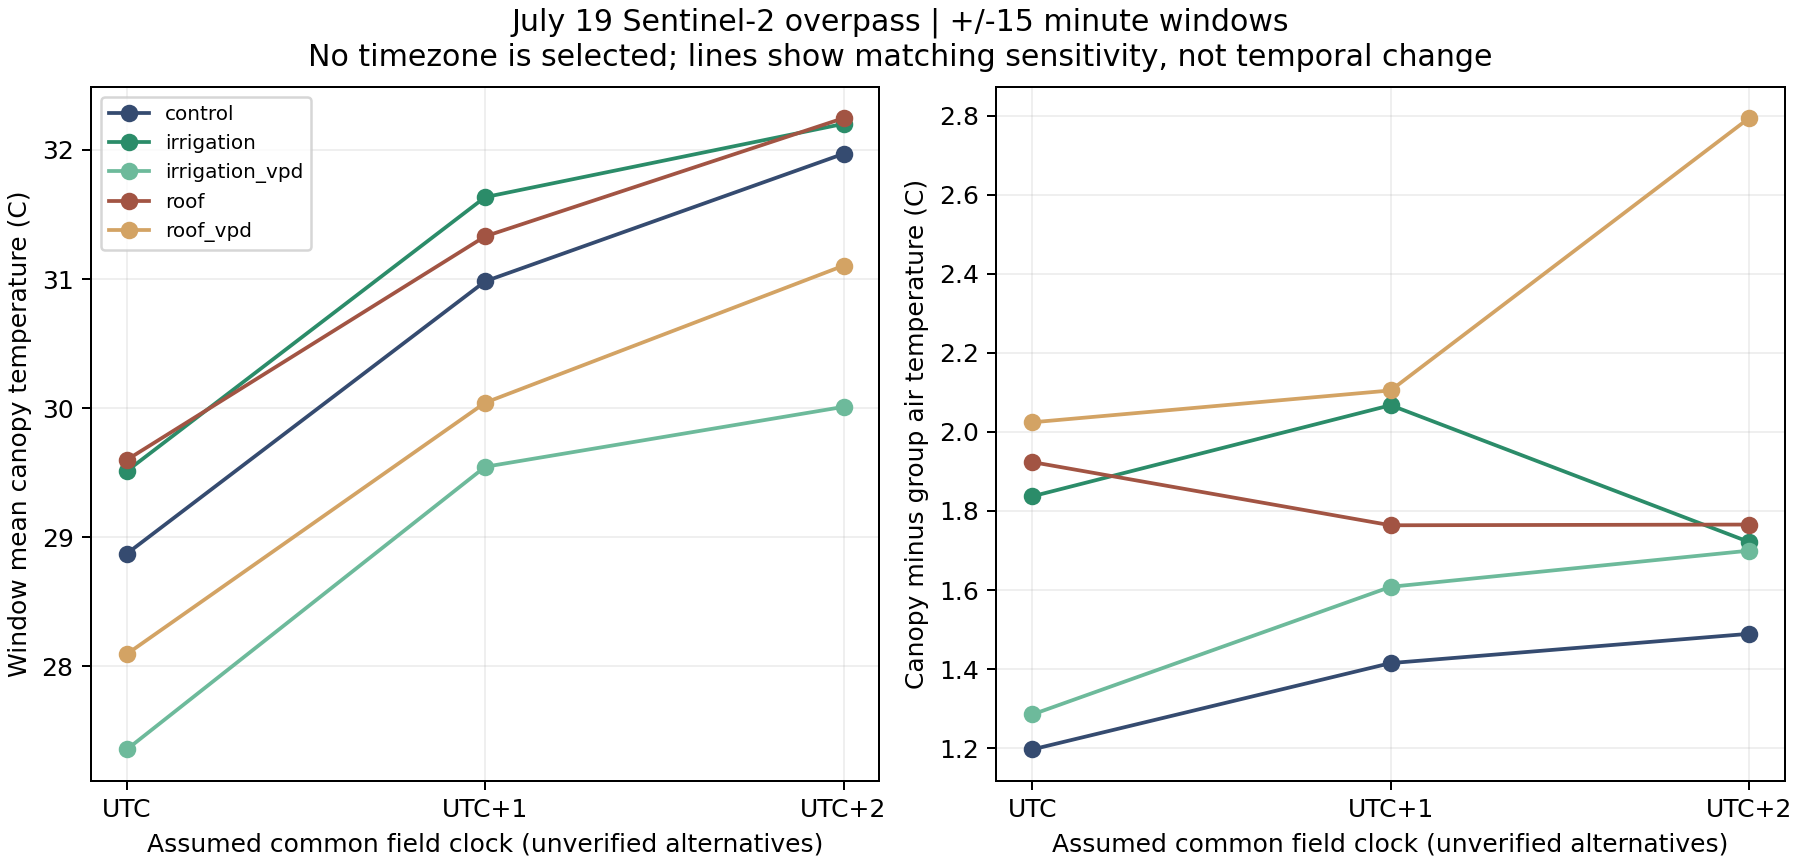 July 19 Sentinel-2 overpass | +/-15 minute windows
No timezone is selected; lines show matching sensitivity, not temporal change
Window mean canopy temperature (C)
32
31
30
29
28
control
irrigation
irrigation_vpd
roof
roof_vpd
UTC
UTC+1
UTC+2
Assumed common field clock (unverified alternatives)
Canopy minus group air temperature (C)
2.8
2.6
2.4
2.2
2.0
1.8
1.6
1.4
1.2
UTC
UTC+1
UTC+2
Assumed common field clock (unverified alternatives)